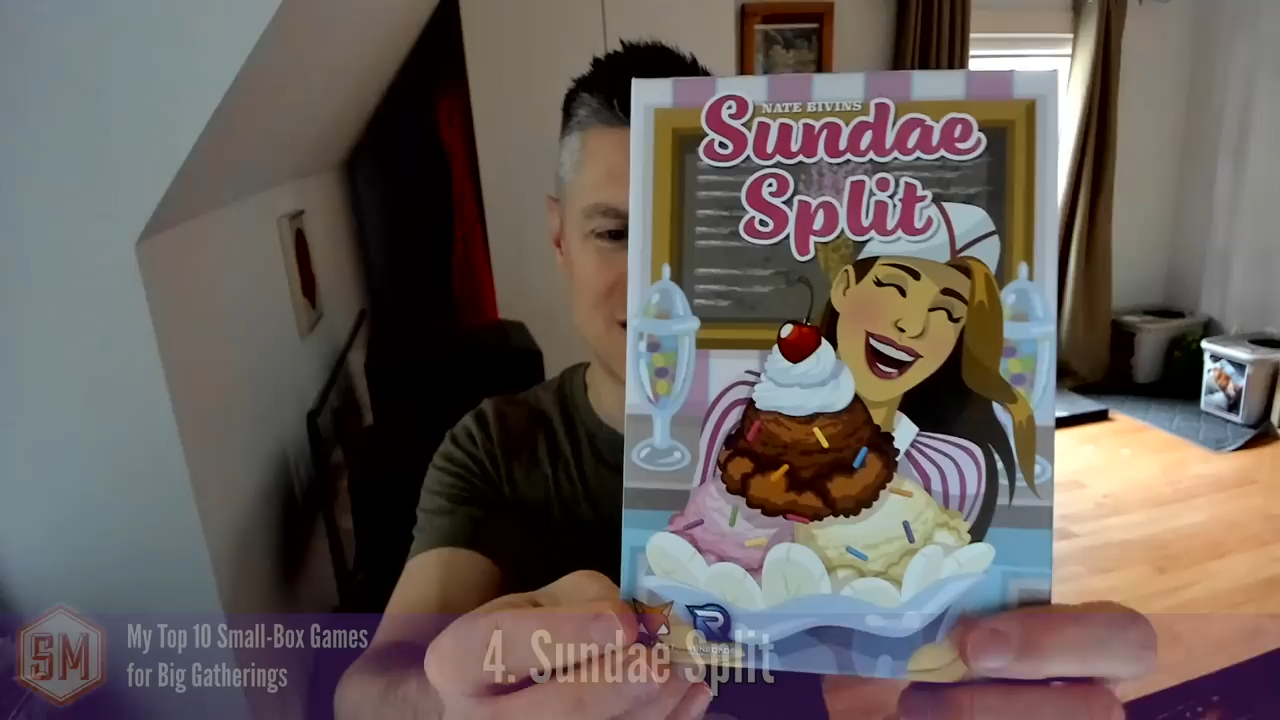 NATE BIVINS
Sundae
Split
SM
My Top 10 Small-Box Games
for Big Gatherings
4. Sundae Split